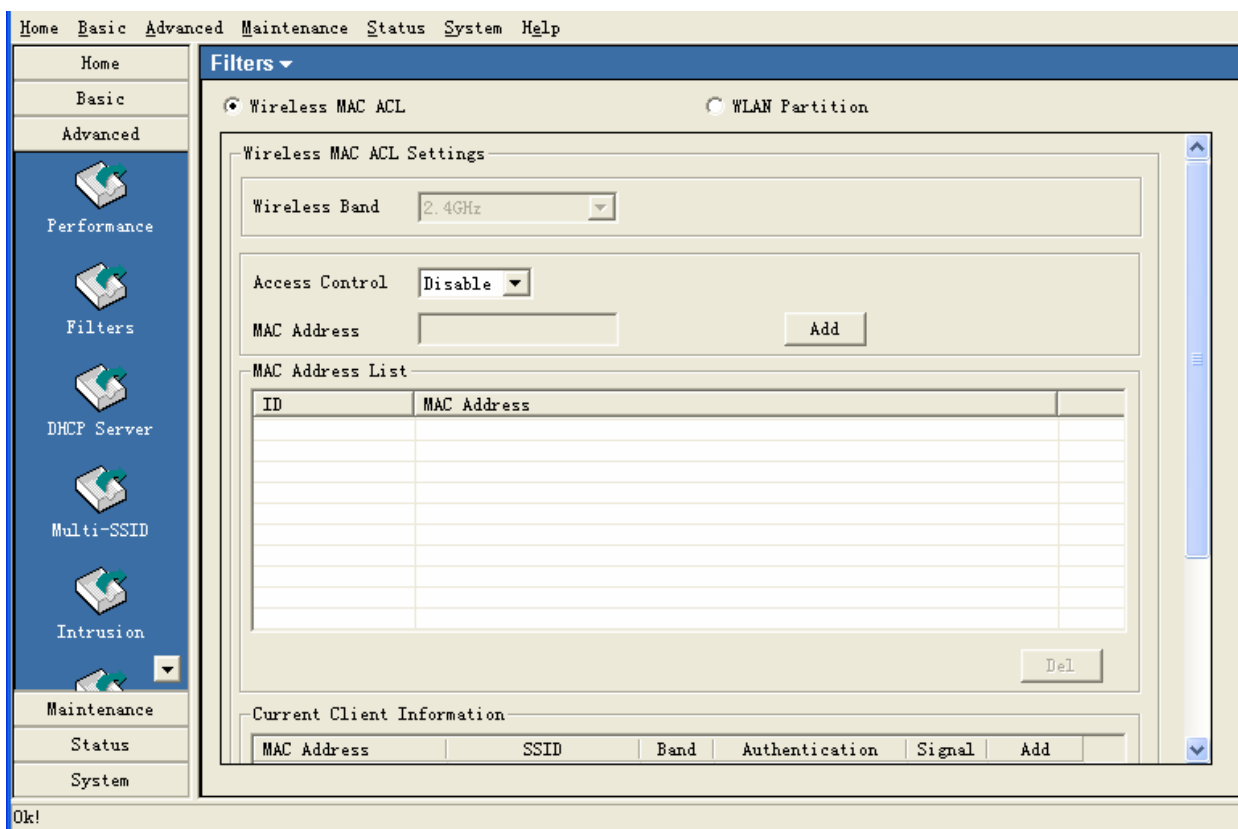 Home Basic Advanced Maintenance Status System Help
Home
Basic
Advanced
Performance
Filters
DHCP Server
Multi-SSID
Intrusion
Maintenance
Status
System
Filters
Wireless MAC ACL WLAN Partition
Wireless MAC ACL Settings
Wireless Band 2.4GHz
Access Control Disable
MAC Address Add
MAC Address List
ID MAC Address
Del
Current Client Information
MAC Address SSID Band Authentication Signal Add
Ok!